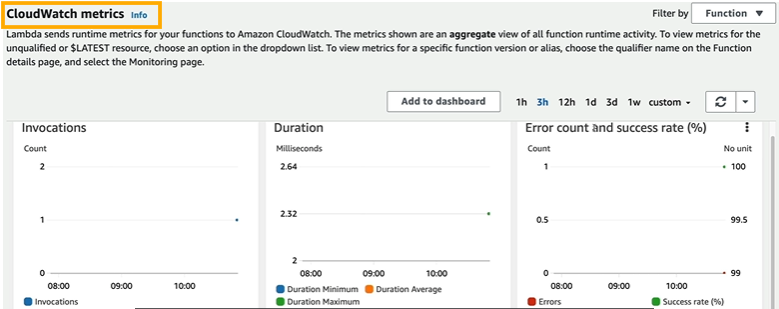 CloudWatch metrics Info
Filter by Function
Lambda sends runtime metrics for your functions to Amazon CloudWatch. The metrics shown are an aggregate view of all function runtime activity. To view metrics for the
unqualified or $LATEST resource, choose an option in the dropdown list. To view metrics for a specific function version or alias, choose the qualifier name on the Function
details page, and select the Monitoring page.
Add to dashboard 1h 3h 12h 1d 3d 1w custom
Invocations
Count
2
1
0
08:00 09:00 10:00
Invocations
Duration
Milliseconds
2.64
2.32
2
08:00 09:00 10:00
Duration Minimum Duration Average
Duration Maximum
Error count and success rate (%)
Count No unit
1 100
0.5 99.5
0 99
08:00 09:00 10:00
Errors Success rate (%)